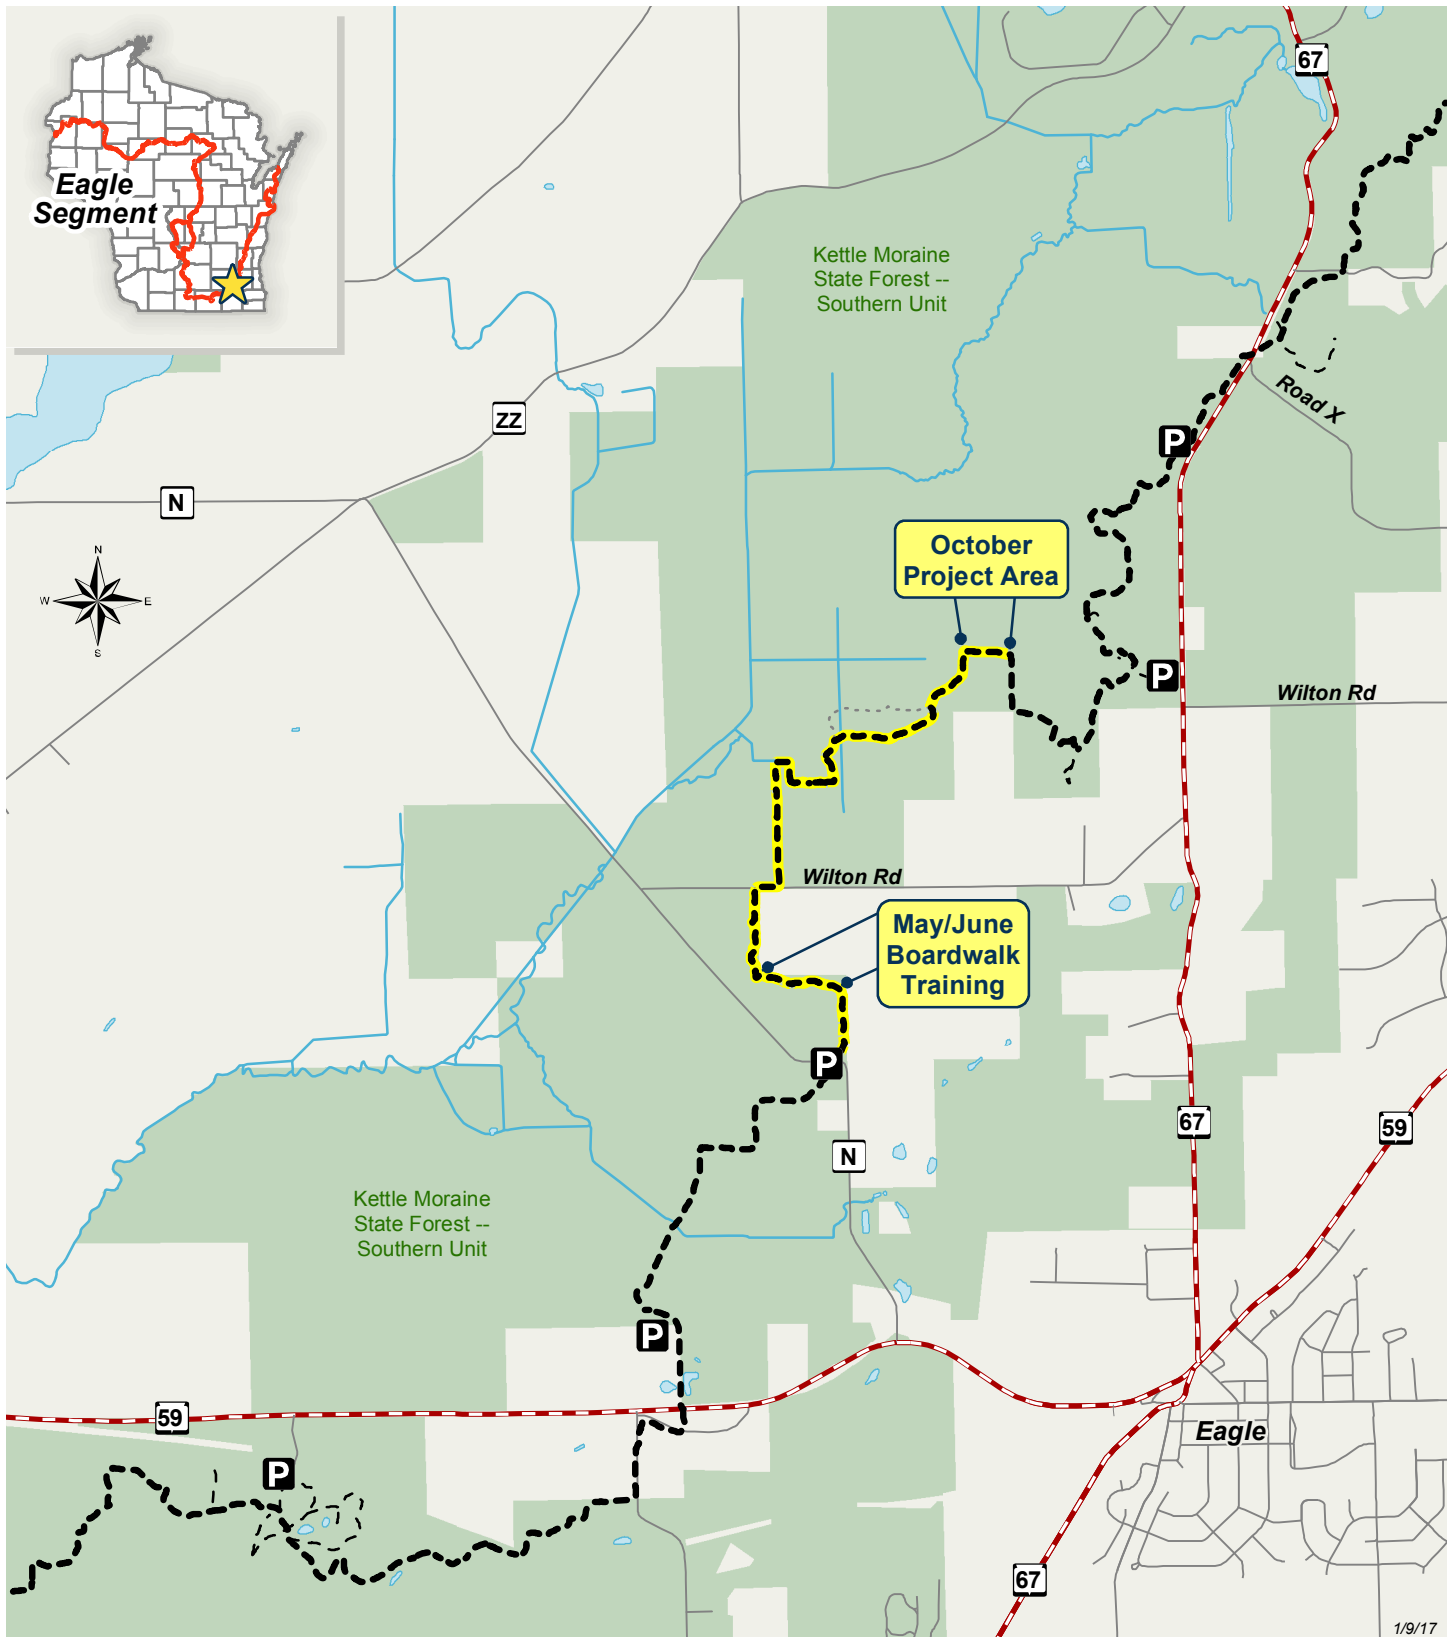 67
Eagle
Segment
Kettle Moraine
State Forest --
Southern Unit
Road X
ZZ
P
N
October
Project Area
N
W
E
S
P
Wilton Rd
Wilton Rd
May/June
Boardwalk
Training
P
67
59
N
Kettle Moraine
State Forest --
Southern Unit
P
59
Eagle
P
67
1/9/17